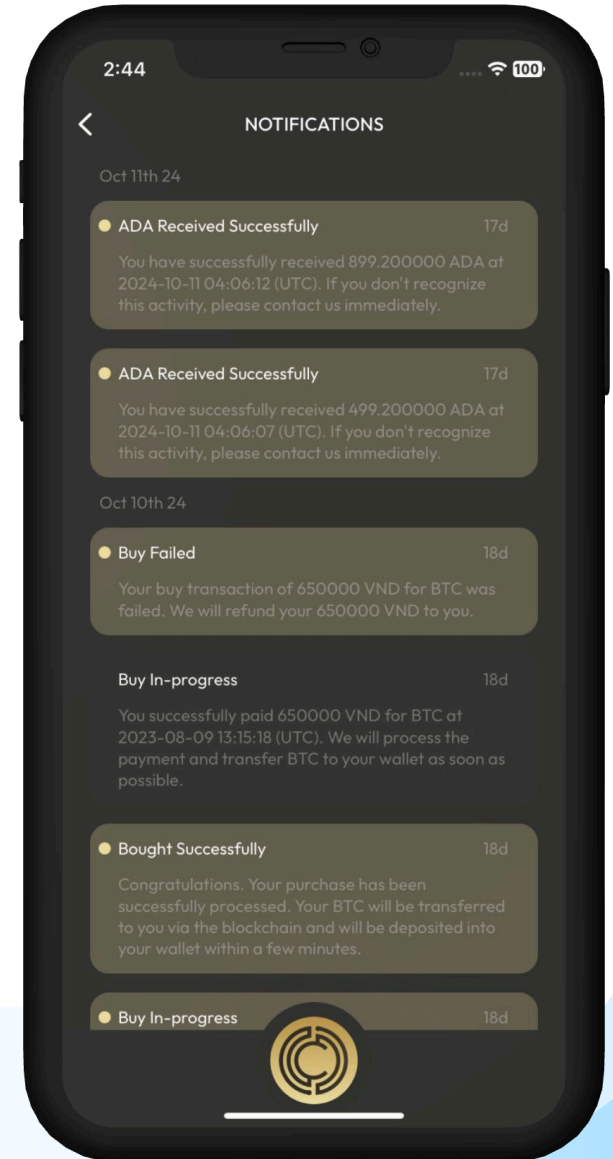 2:44
100
NOTIFICATIONS
Oct 11th 24
ADA Received Successfully 17d
You have successfully received 899.200000 ADA at
2024-10-11 04:06:12 (UTC). If you don't recognize
this activity, please contact us immediately.
ADA Received Successfully 17d
You have successfully received 499.200000 ADA at
2024-10-11 04:06:07 (UTC). If you don't recognize
this activity, please contact us immediately.
Oct 10th 24
Buy Failed 18d
Your buy transaction of 650000 VND for BTC was
failed. We will refund your 650000 VND to you.
Buy In-progress 18d
You successfully paid 650000 VND for BTC at
2023-08-09 13:15:18 (UTC). We will process the
payment and transfer BTC to your wallet as soon as
possible.
Bought Successfully 18d
Congratulations. Your purchase has been
successfully processed. Your BTC will be transferred
to you via the blockchain and will be deposited into
your wallet within a few minutes.
Buy In-progress 18d